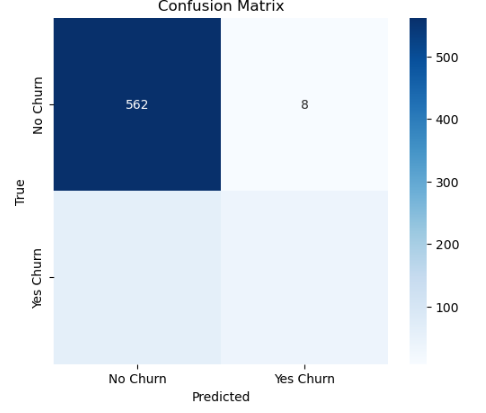 Confusion Matrix
No Churn
562
8
True
Yes Churn
No Churn
Yes Churn
Predicted
500
400
300
200
100